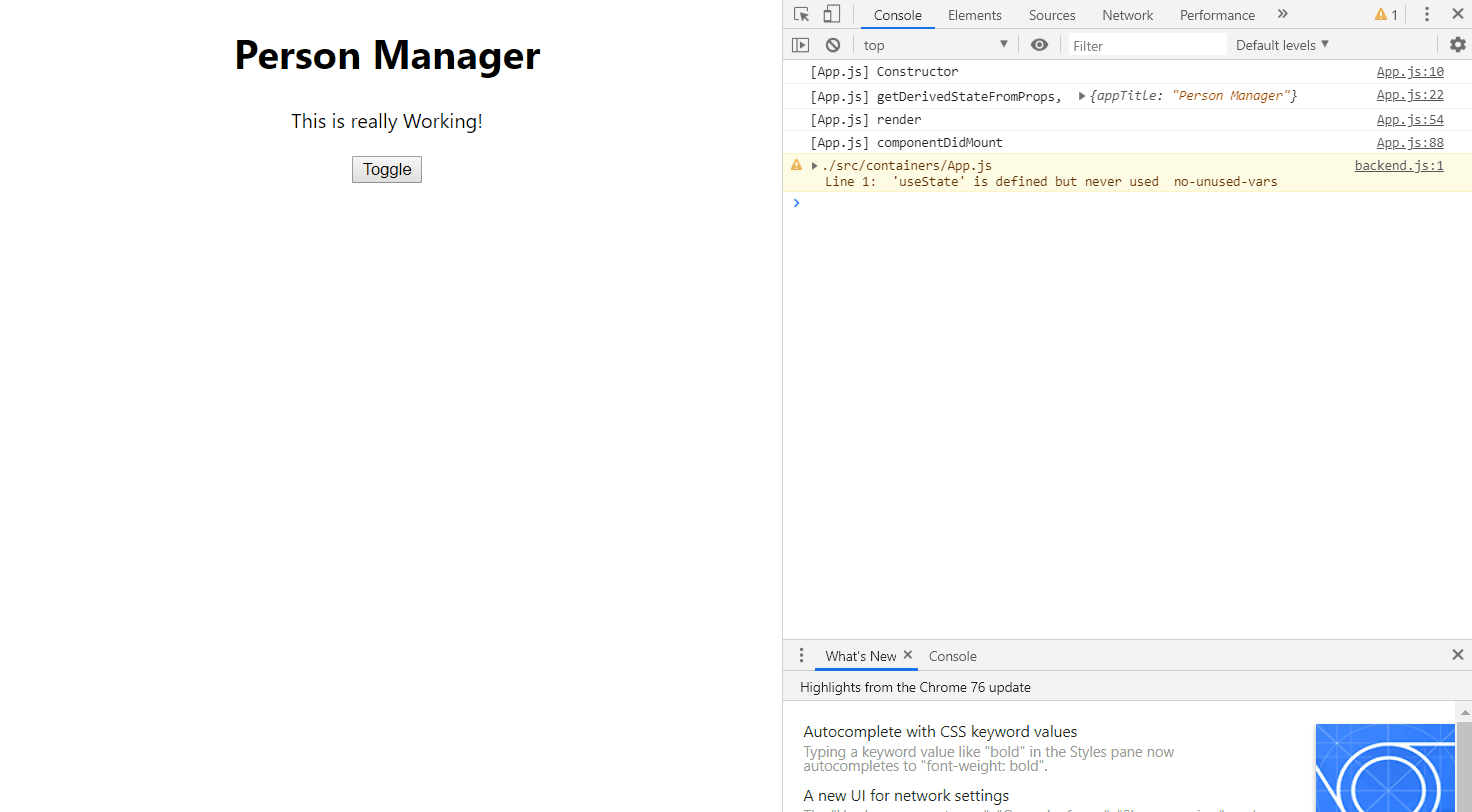 Person Manager
This is really Working!
Toggle
Console Elements Sources Network Performance » 1
top Filter Default levels
[App.js] Constructor App.js:10
[App.js] getDerivedStateFromProps, {appTitle: "Person Manager"} App.js:22
[App.js] render App.js:54
[App.js] componentDidMount App.js:88
./src/containers/App.js backend.js:1
Line 1: 'useState' is defined but never used no-unused-vars
What's New Console
Highlights from the Chrome 76 update
Autocomplete with CSS keyword values
Typing a keyword value like "bold" in the Styles pane now
autocompletes to "font-weight: bold".
A new UI for network settings